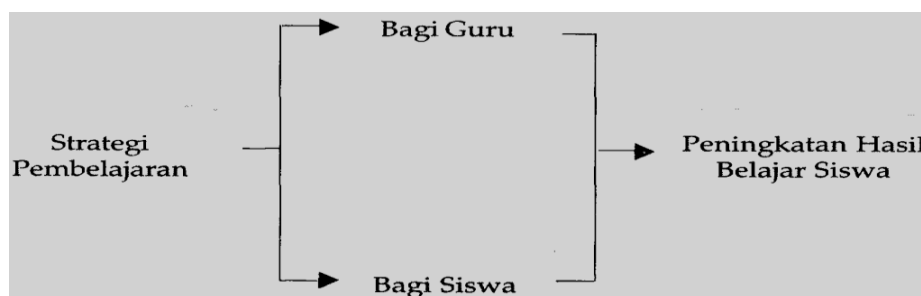 Bagi Guru
Strategi
Pembelajaran
Peningkatan Hasil
Belajar Siswa
Bagi Siswa